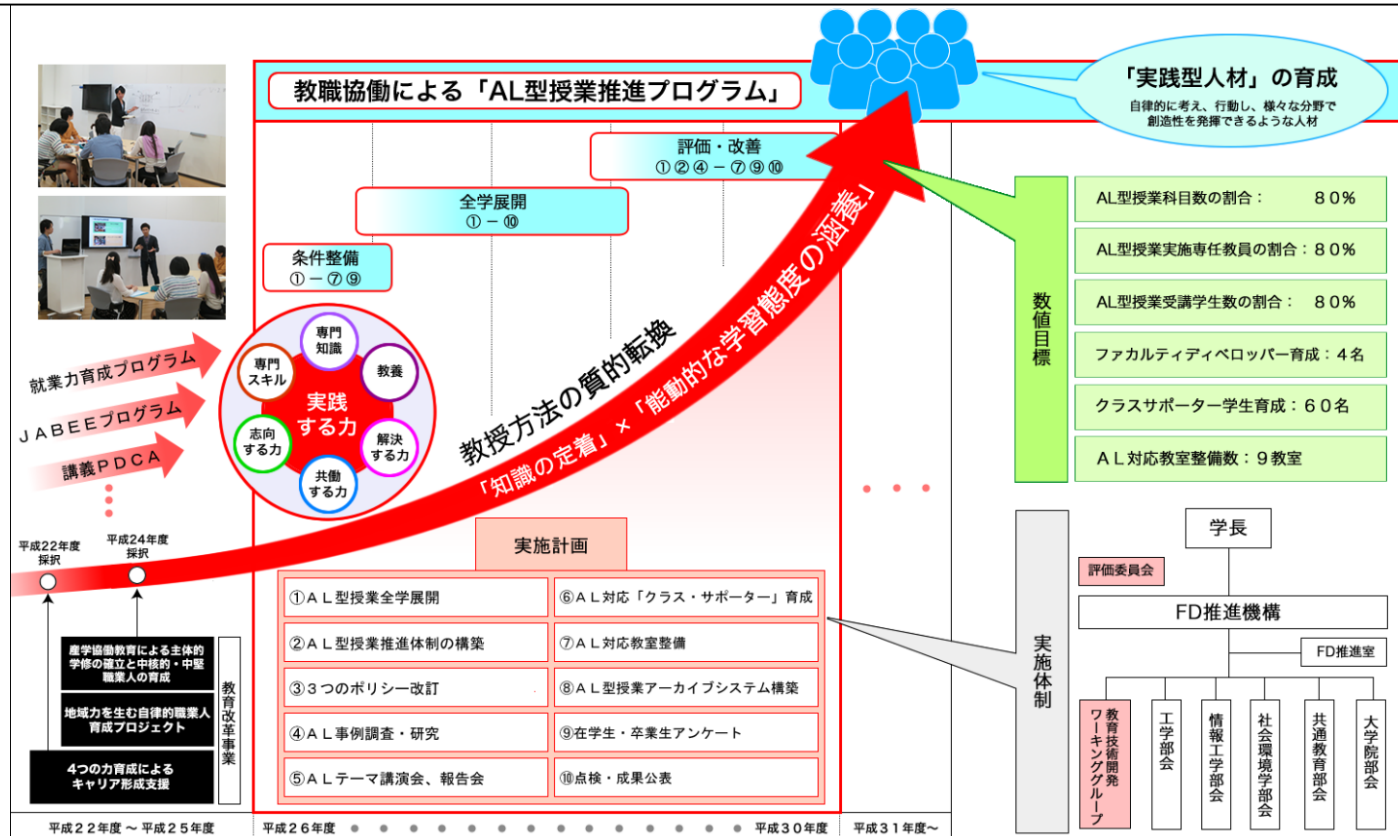 教職協働による「AL型授業推進プログラム」
「実践型人材」の育成
自律的に考え、行動し、様々な分野で
創造性を発揮できるような人材
評価・改善
①②④－⑦⑨⑩
全学展開
①－⑩
条件整備
①－⑦⑨
就業力育成プログラム
ＪＡＢＥＥプログラム
講義ＰＤＣＡ
専門
知識
専門
スキル
教養
実践
する力
志向
する力
解決
する力
共働
する力
教授方法の質的転換
「知識の定着」×「能動的な学習態度の涵養」
平成22年度
採択
平成24年度
採択
産学協働教育による主体的
学修の確立と中核的・中堅
職業人の育成
地域力を生む自律的職業人
育成プロジェクト
4つの力育成による
キャリア形成支援
教育改革事業
実施計画
①ＡＬ型授業全学展開
②ＡＬ型授業推進体制の構築
③３つのポリシー改訂
④ＡＬ事例調査・研究
⑤ＡＬテーマ講演会、報告会
⑥ＡＬ対応「クラス・サポーター」育成
⑦ＡＬ対応教室整備
⑧ＡＬ型授業アーカイブシステム構築
⑨在学生・卒業生アンケート
⑩点検・成果公表
数値目標
AL型授業科目数の割合： ８０％
AL型授業実施専任教員の割合：８０％
AL型授業受講学生数の割合： ８０％
ファカルティディベロッパー育成：４名
クラスサポーター学生育成：６０名
ＡＬ対応教室整備数：９教室
実施体制
学長
評価委員会
FD推進機構
FD推進室
教育技術開発
ワーキンググループ
工学部会
情報工学部会
社会環境学部会
共通教育部会
大学院部会
平成２２年度 ～ 平成２５年度
平成２６年度
平成３０年度
平成３１年度～